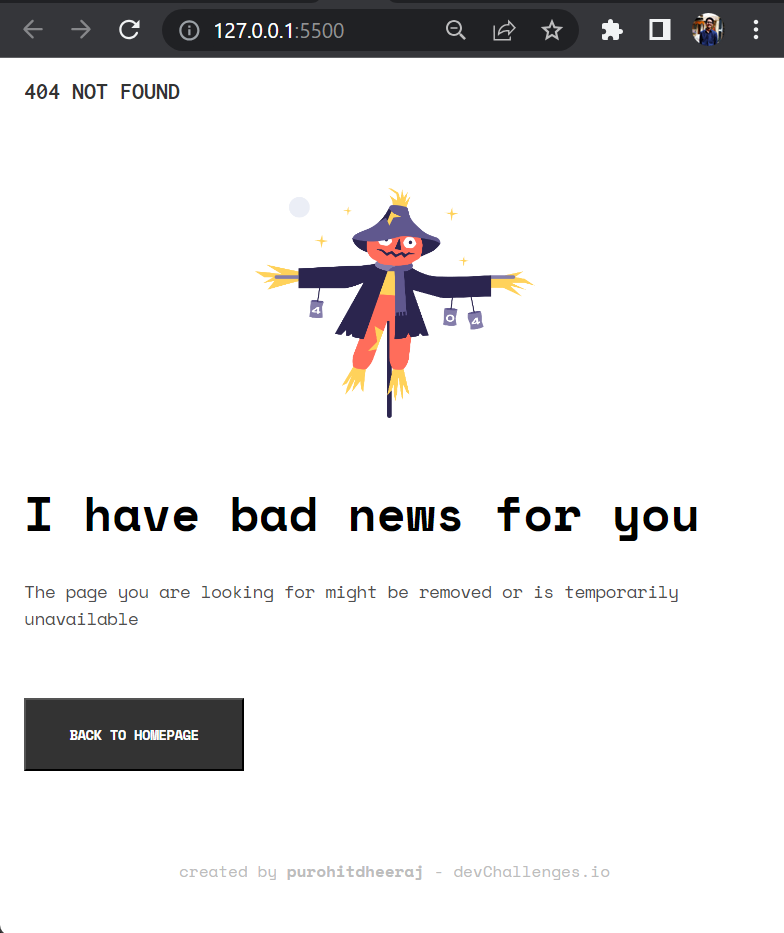 127.0.0.1:5500
404 NOT FOUND
4
0
4
I have bad news for you
The page you are looking for might be removed or is temporarily
unavailable
BACK TO HOMEPAGE
created by purohitdheeraj - devChallenges.io